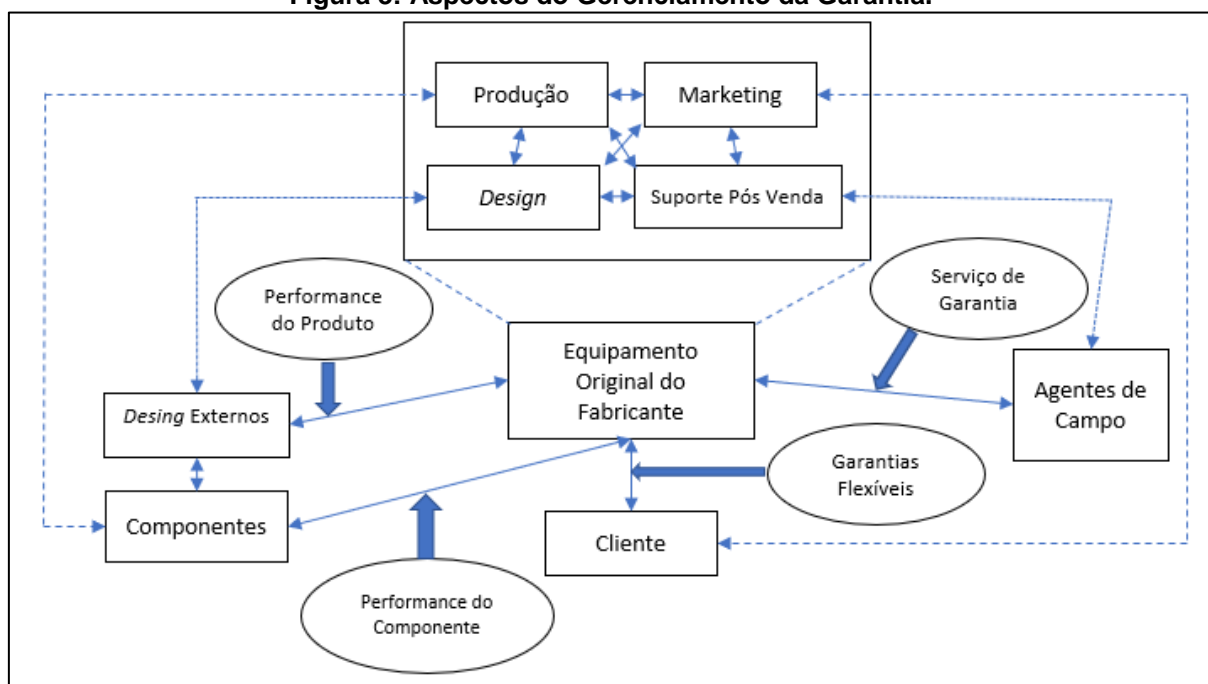 Figura 3: Aspectos do Gerenciamento da Garantia.
Produção
Marketing
Design
Suporte Pós Venda
Performance
do Produto
Serviço de
Garantia
Equipamento
Original do
Fabricante
Desing Externos
Agentes de
Campo
Garantias
Flexíveis
Componentes
Cliente
Performance do
Componente